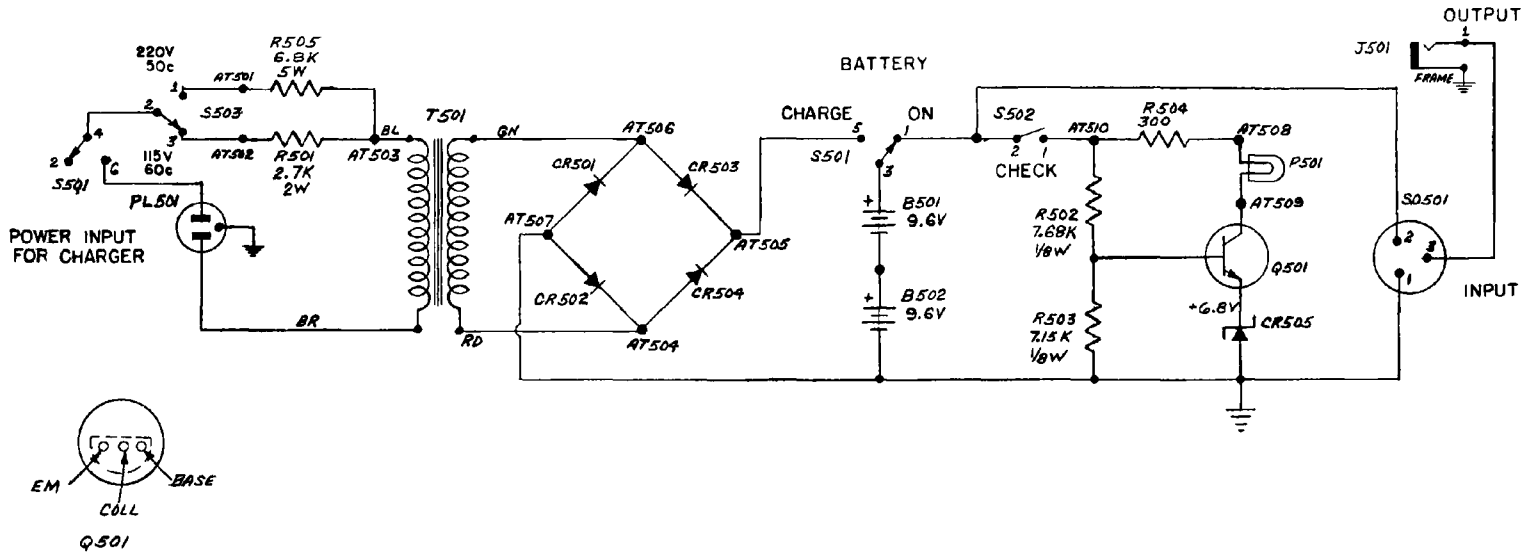 OUTPUT
1
J501
FRAME
220V
50c
R505
6.8K
5W
AT501
1
2
S503
3
4
2
6
S501
115V
60c
AT502
R501
2.7K
2W
BL
AT503
T501
GN
PL501
POWER INPUT
FOR CHARGER
BR
RD
AT506
CR501
CR503
AT507
AT505
CR502
CR504
AT504
BATTERY
CHARGE
5
1
ON
S501
3
+
B501
9.6V
+
B502
9.6V
S502
2
1
CHECK
AT510
R504
300
AT508
P501
AT509
R502
7.68K
1/8W
Q501
R503
7.15K
1/8W
+6.8V
CR505
SO501
2
3
1
INPUT
EM
COLL
BASE
Q501